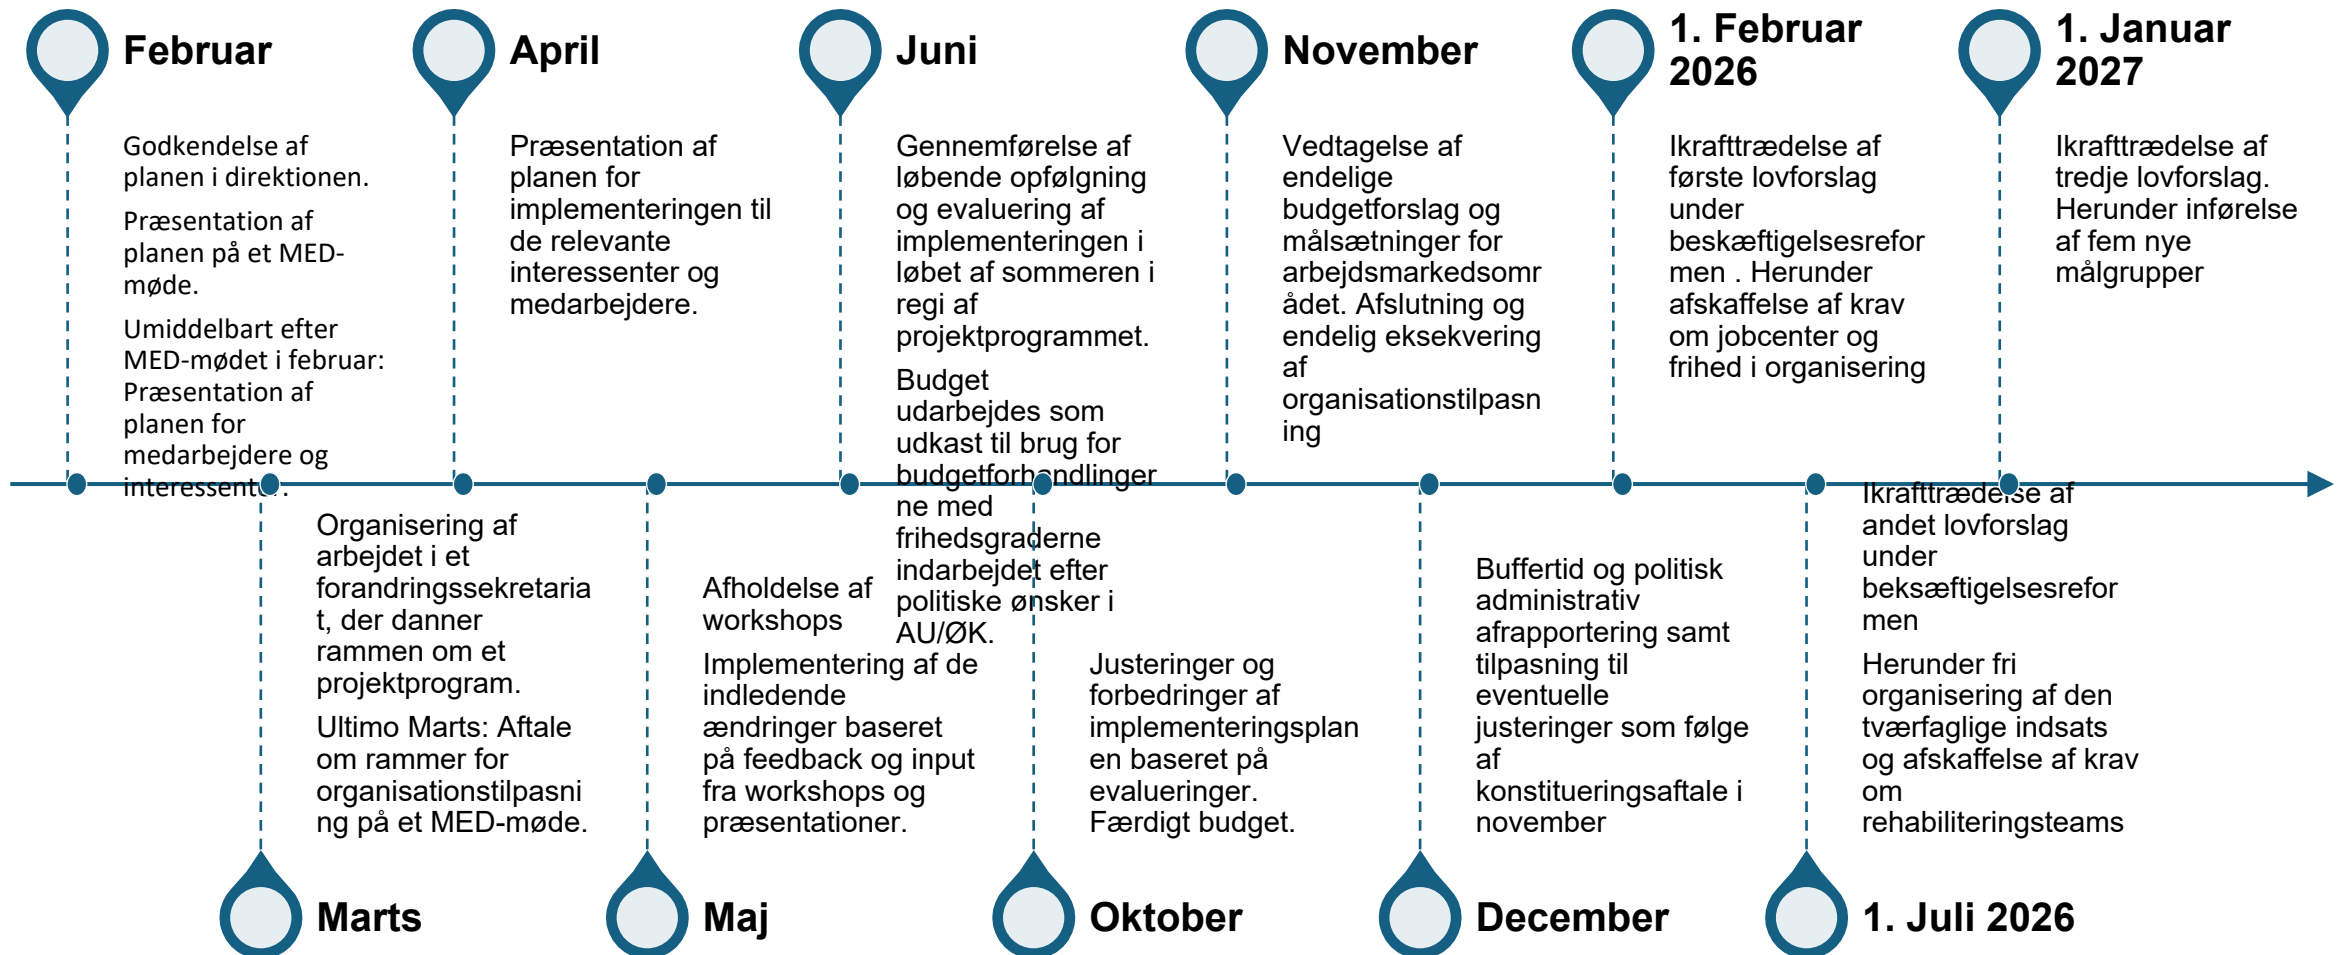 Februar
Godkendelse af
planen i direktionen.
Præsentation af
planen på et MED-
møde.
Umiddelbart efter
MED-mødet i februar:
Præsentation af
planen for
medarbejdere og
interessenter.
Marts
Organisering af
arbejdet i et
forandringssekretaria
t, der danner
rammen om et
projektprogram.
Ultimo Marts: Aftale
om rammer for
organisationstilpasni
ng på et MED-møde.
April
Præsentation af
planen for
implementeringen til
de relevante
interessenter og
medarbejdere.
Maj
Afholdelse af
workshops
Implementering af de
indledende
ændringer baseret
på feedback og input
fra workshops og
præsentationer.
Juni
Gennemførelse af
løbende opfølgning
og evaluering af
implementeringen i
løbet af sommeren i
regi af
projektprogrammet.
Budget
udarbejdes som
udkast til brug for
budgetforhandlinger
ne med
frihedsgraderne
indarbejdet efter
politiske ønsker i
AU/ØK.
Oktober
Justeringer og
forbedringer af
implementeringsplan
en baseret på
evalueringer.
Færdigt budget.
November
Vedtagelse af
endelige
budgetforslag og
målsætninger for
arbejdsmarkedsomr
ådet. Afslutning og
endelig eksekvering
af
organisationstilpasn
ing
December
Buffertid og politisk
administrativ
afrapportering samt
tilpasning til
eventuelle
justeringer som følge
af
konstitueringsaftale i
november
1. Februar
2026
Ikrafttrædelse af
første lovforslag
under
beskæftigelsesrefor
men . Herunder
afskaffelse af krav
om jobcenter og
frihed i organisering
1. Juli 2026
Ikrafttrædelse af
andet lovforslag
under
beksæftigelsesrefor
men
Herunder fri
organisering af den
tværfaglige indsats
og afskaffelse af krav
om
rehabiliteringsteams
1. Januar
2027
Ikrafttrædelse af
tredje lovforslag.
Herunder inførelse
af fem nye
målgrupper